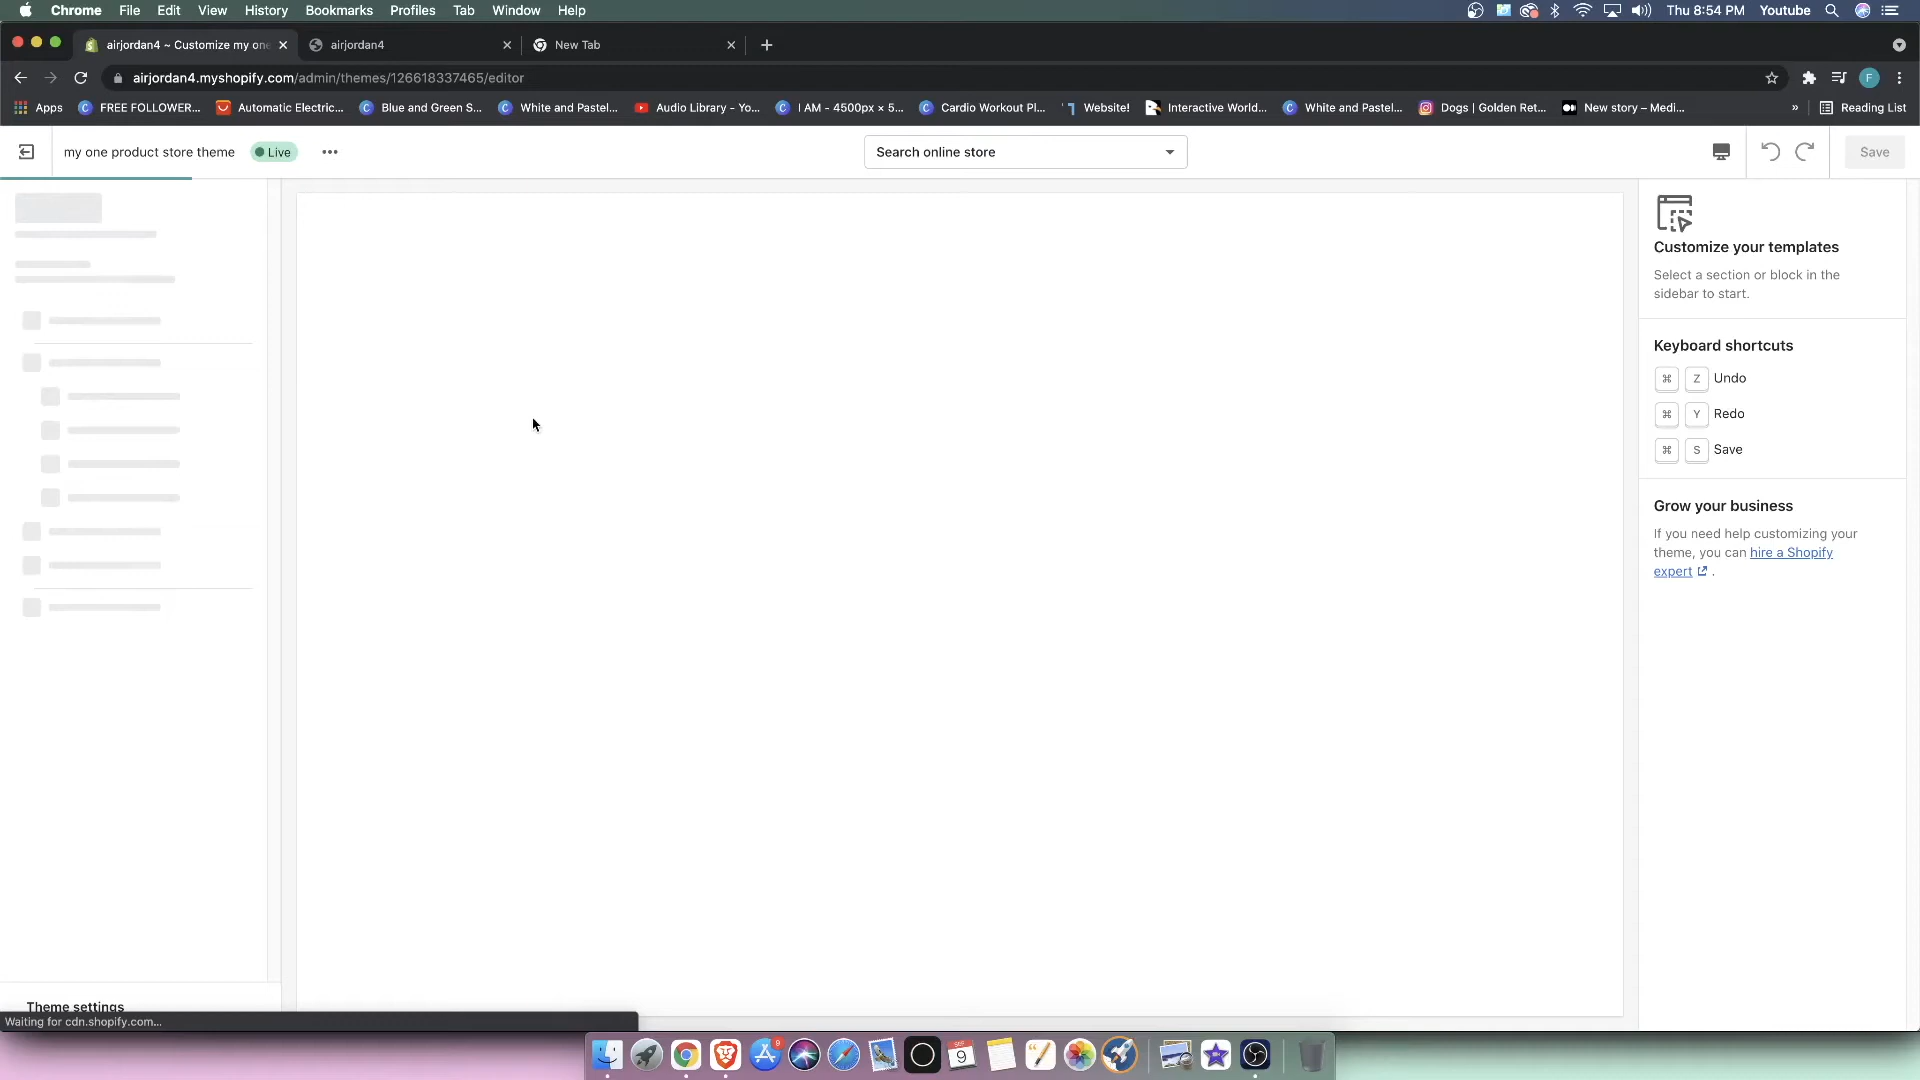 Chrome File Edit View History Bookmarks Profiles Tab Window Help Thu 8:54 PM Youtube
airjordan4 ~ Customize my one airjordan4 New Tab
airjordan4.myshopify.com/admin/themes/126618337465/editor F
Apps FREE FOLLOWER... Automatic Electric... Blue and Green S... White and Pastel... Audio Library - Yo... I AM - 4500px × 5... Cardio Workout Pl... Website! Interactive World... White and Pastel... Dogs | Golden Ret... New story – Medi... » Reading List
my one product store theme Live Search online store Save
Customize your templates
Select a section or block in the
sidebar to start.
Keyboard shortcuts
⌘ Z Undo
⌘ Y Redo
⌘ S Save
Grow your business
If you need help customizing your
theme, you can hire a Shopify
expert .
Theme settings
Waiting for cdn.shopify.com...
9 SEP 9